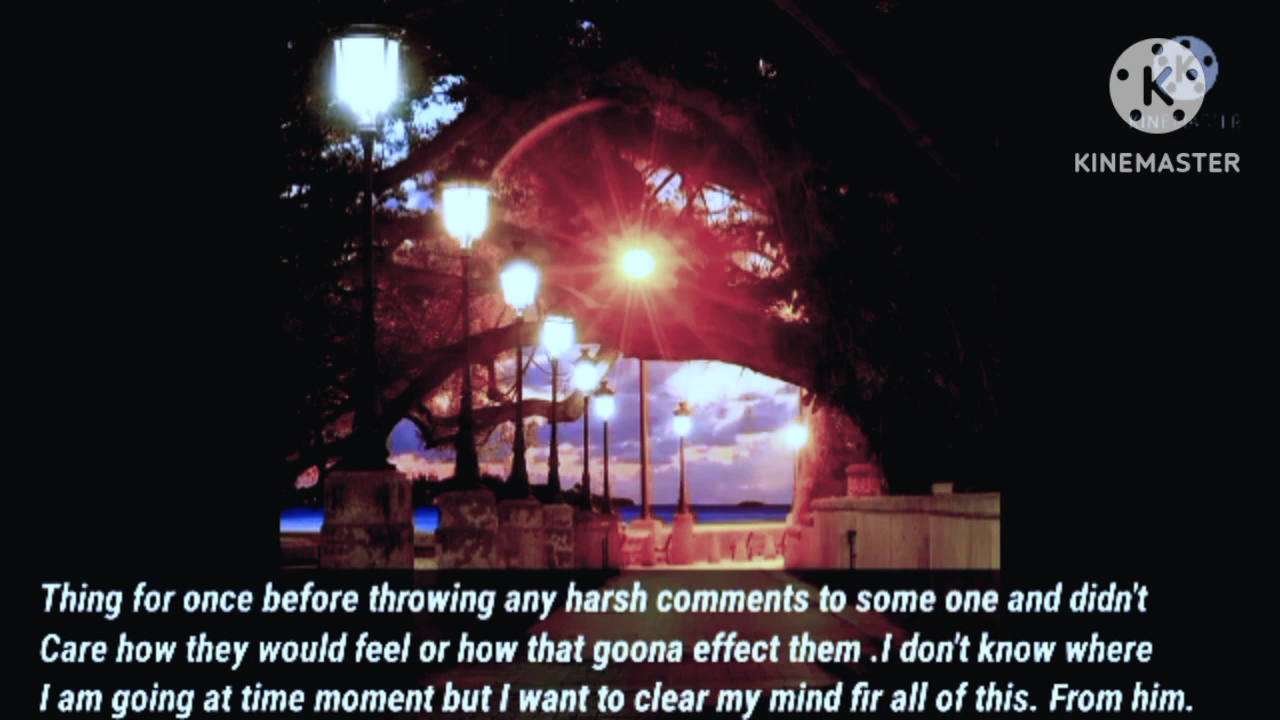 KINEMASTER
Thing for once before throwing any harsh comments to some one and didn't
Care how they would feel or how that goona effect them .I don't know where
I am going at time moment but I want to clear my mind fir all of this. From him.